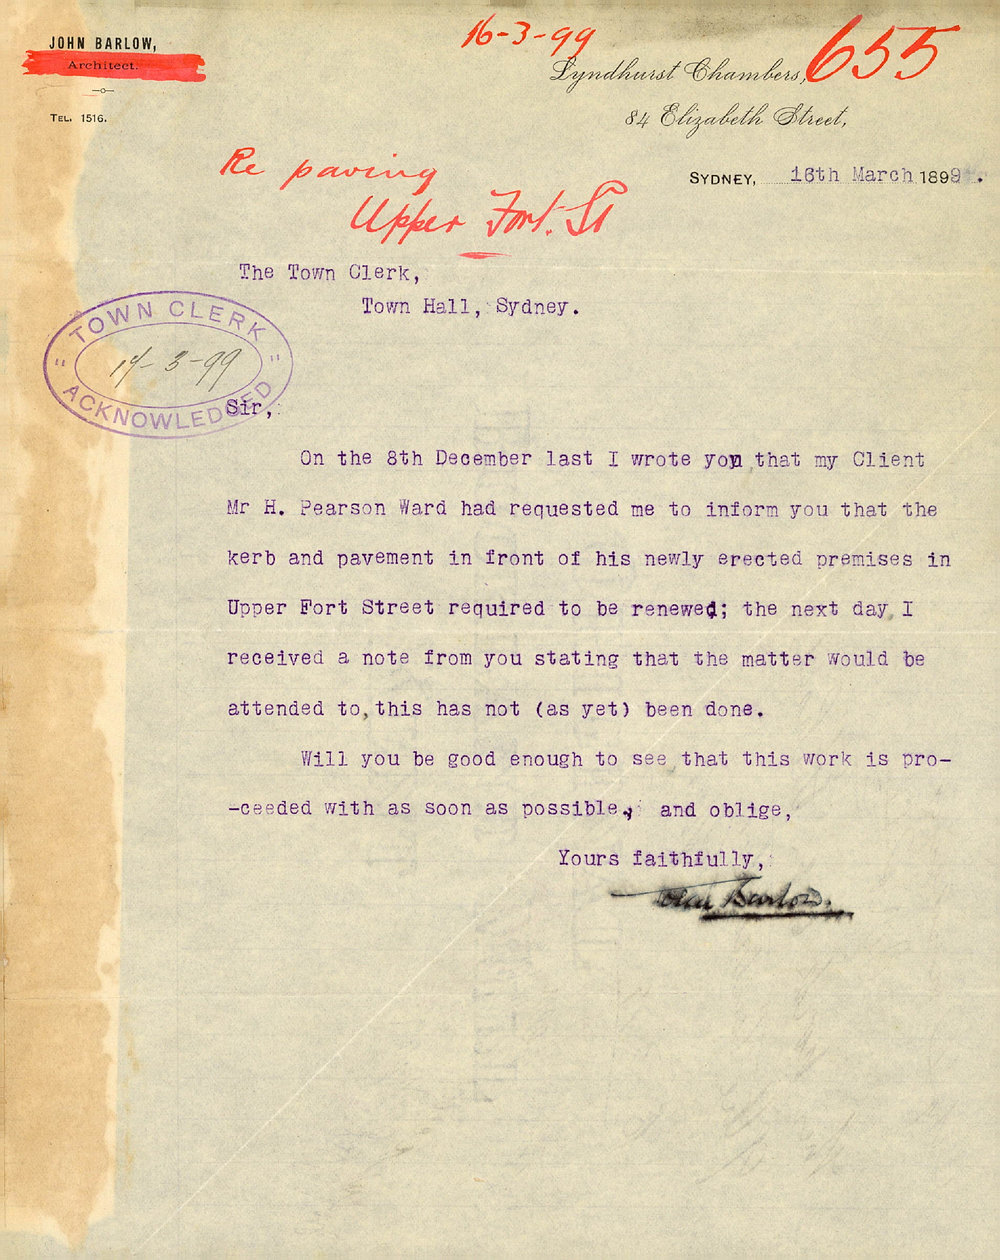 JOHN BARLOW,
Architect.
TEL. 1516.
16-3-99
655
Lyndhurst Chambers,
84 Elizabeth Street,
SYDNEY, 16th March 1899.
Re paving
Upper Fort. St
The Town Clerk,
Town Hall, Sydney.
TOWN CLERK
-3-99
ACKNOWLEDGED
Sir,
On the 8th December last I wrote you that my Client
Mr H. Pearson Ward had requested me to inform you that the
kerb and pavement in front of his newly erected premises in
Upper Fort Street required to be renewed; the next day I
received a note from you stating that the matter would be
attended to, this has not (as yet) been done.
Will you be good enough to see that this work is pro-
-ceeded with as soon as possible, and oblige,
Yours faithfully,
John Barlow.